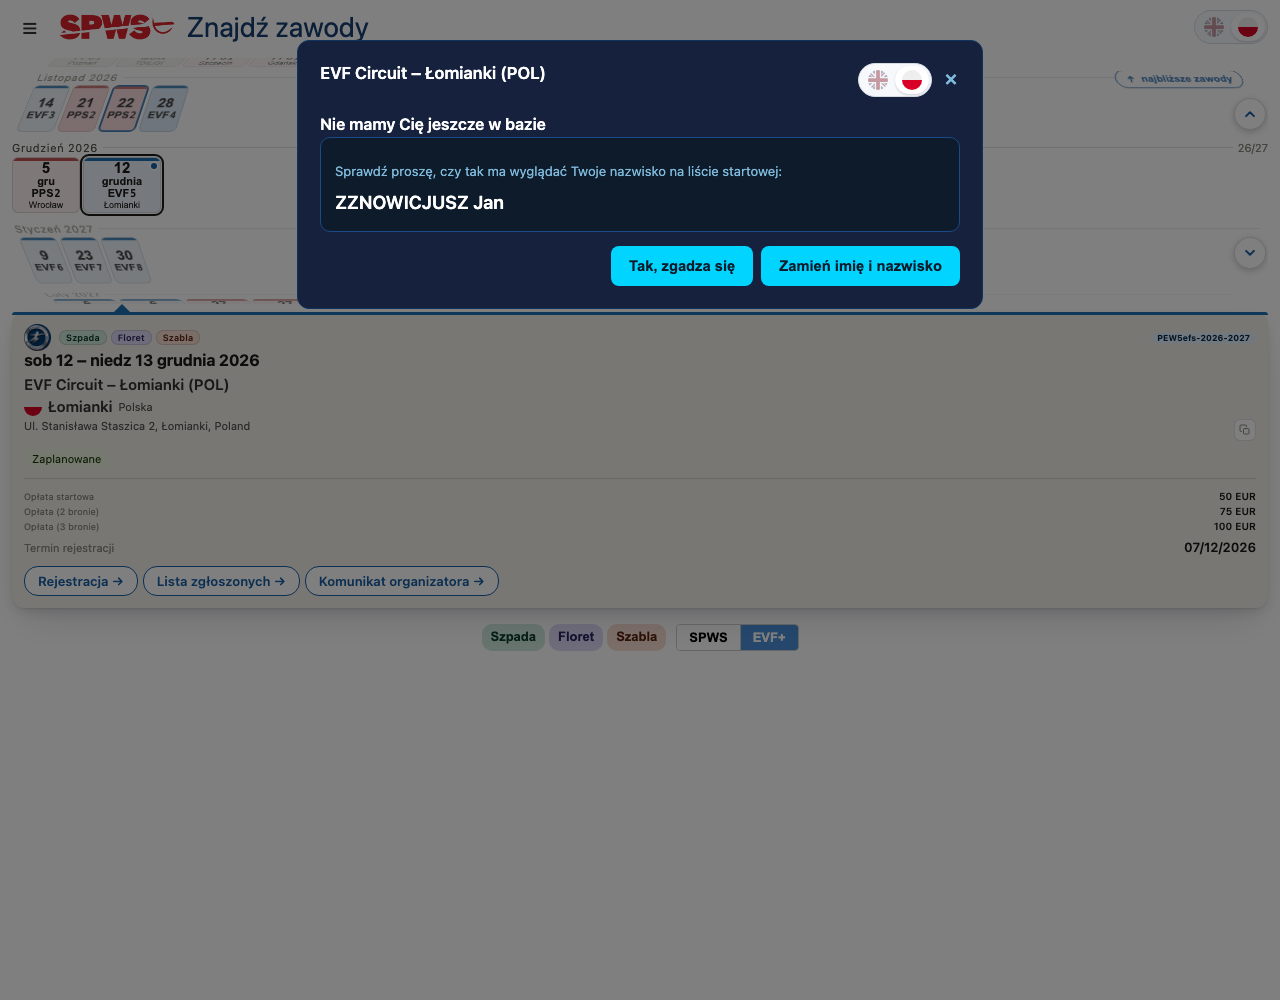 SPWS Znajdź zawody
Listopad 2026
najbliższe zawody
14 EVF3
21 PPS2
22 PPS2
28 EVF4
Grudzień 2026
26/27
5 gru PPS2 Wrocław
12 grudnia EVF5 Łomianki
Styczeń 2027
9 EVF6
23 EVF7
30 EVF8
EVF Circuit – Łomianki (POL)
×
Nie mamy Cię jeszcze w bazie
Sprawdź proszę, czy tak ma wyglądać Twoje nazwisko na liście startowej:
ZZNOWICJUSZ Jan
Tak, zgadza się
Zamień imię i nazwisko
Szpada Floret Szabla
PEW5efs-2026-2027
sob 12 – niedz 13 grudnia 2026
EVF Circuit – Łomianki (POL)
Łomianki Polska
Ul. Stanisława Staszica 2, Łomianki, Poland
Zaplanowane
Opłata startowa 50 EUR
Opłata (2 bronie) 75 EUR
Opłata (3 bronie) 100 EUR
Termin rejestracji 07/12/2026
Rejestracja → Lista zgłoszonych → Komunikat organizatora →
Szpada Floret Szabla SPWS EVF+